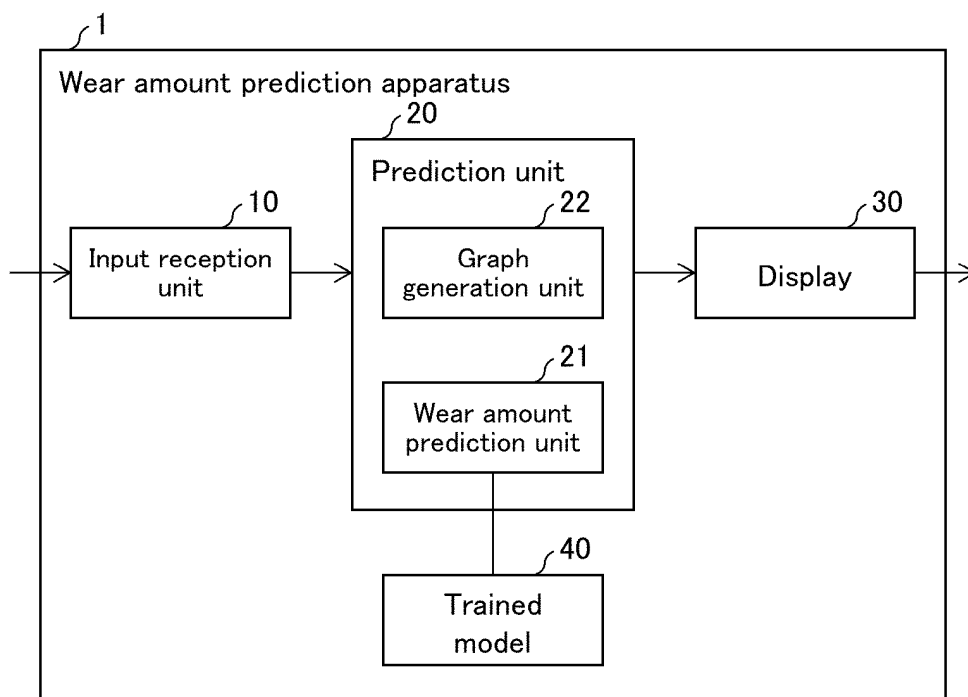 1
Wear amount prediction apparatus
20
Prediction unit
10
Input reception
unit
22
Graph
generation unit
30
Display
21
Wear amount
prediction unit
40
Trained
model